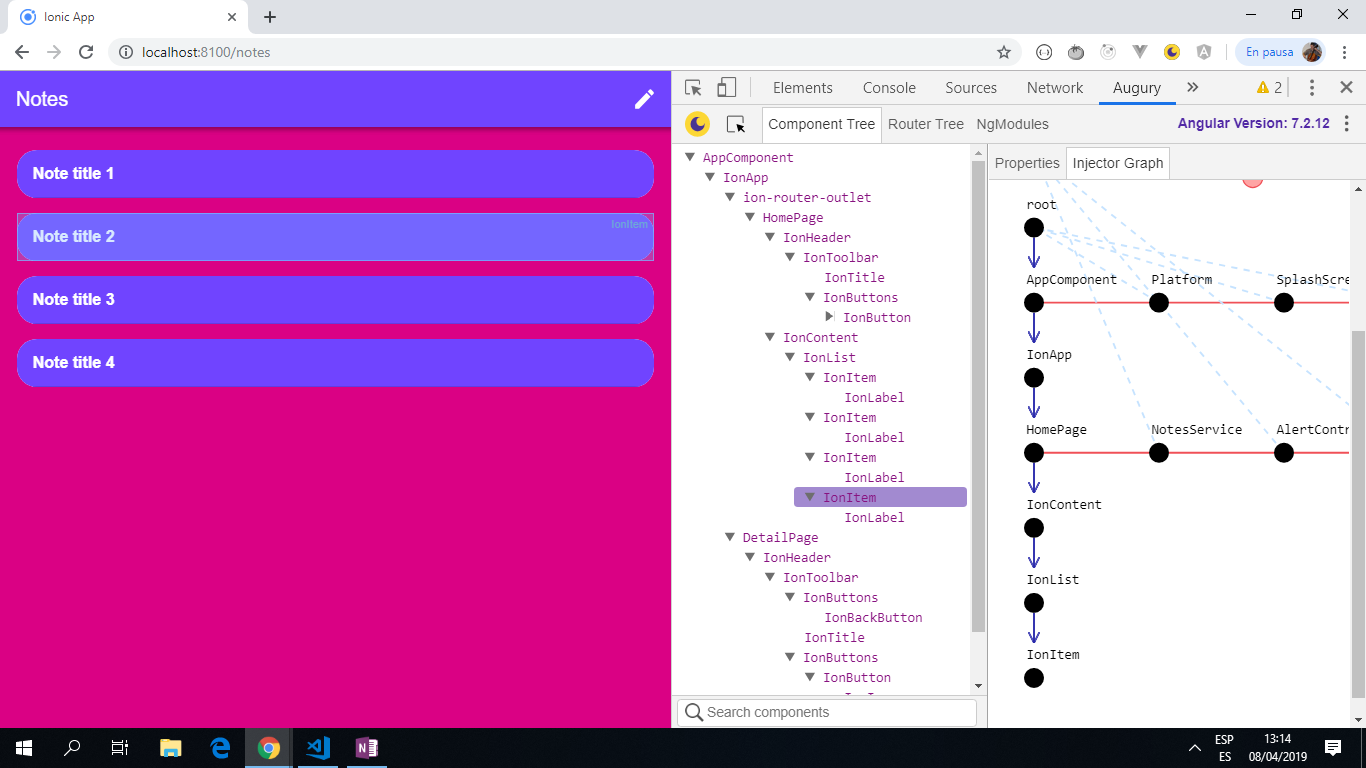 Ionic App
localhost:8100/notes
En pausa
Notes
Note title 1
IonItem
Note title 2
Note title 3
Note title 4
Elements Console Sources Network Augury 2
Component Tree Router Tree NgModules Angular Version: 7.2.12
AppComponent
IonApp
ion-router-outlet
HomePage
IonHeader
IonToolbar
IonTitle
IonButtons
IonButton
IonContent
IonList
IonItem
IonLabel
IonItem
IonLabel
IonItem
IonLabel
IonItem
IonLabel
DetailPage
IonHeader
IonToolbar
IonButtons
IonBackButton
IonTitle
IonButtons
IonButton
Search components
Properties Injector Graph
root
AppComponent Platform SplashScre
IonApp
HomePage NotesService AlertContr
IonContent
IonList
IonItem
ESP 13:14
ES 08/04/2019